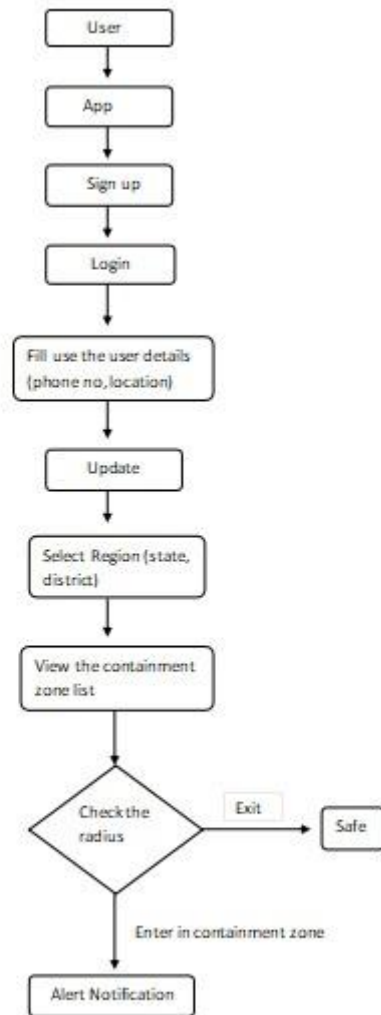 User
App
Sign up
Login
Fill use the user details
(phone no,location)
Update
Select Region (state,
district)
View the containment
zone list
Check the
radius
Exit
Safe
Enter in containment zone
Alert Notification